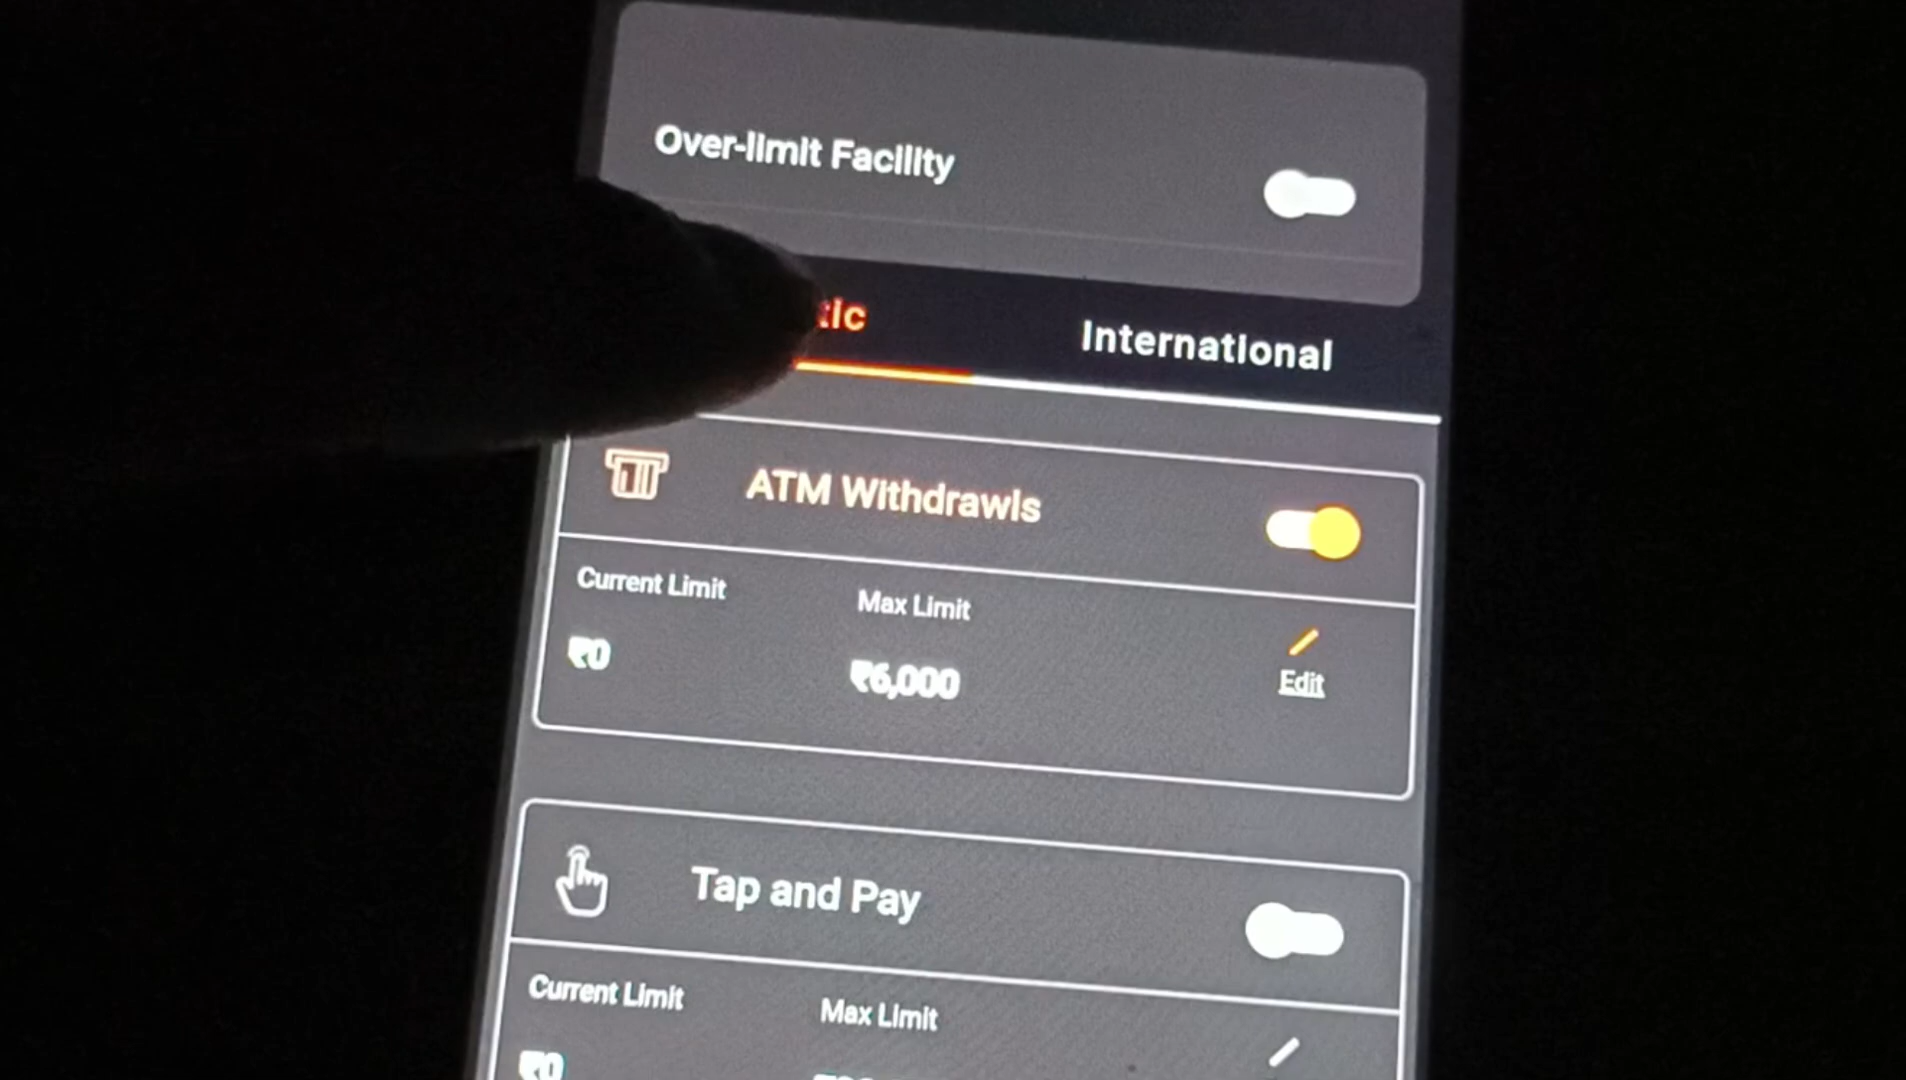 Over-limit Facility
tic International
ATM Withdrawls
Current Limit Max Limit
₹0 ₹6,000 Edit
Tap and Pay
Current Limit Max Limit
₹0